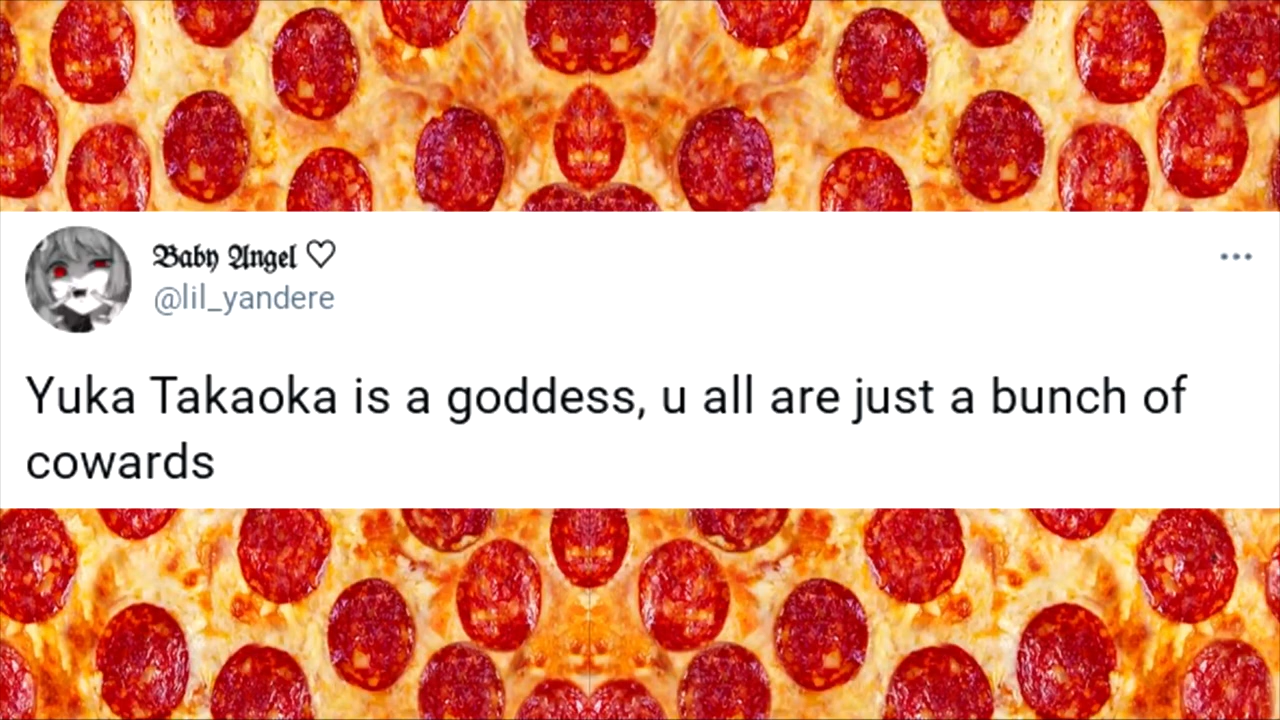 Baby Angel ♡
@lil_yandere
Yuka Takaoka is a goddess, u all are just a bunch of
cowards